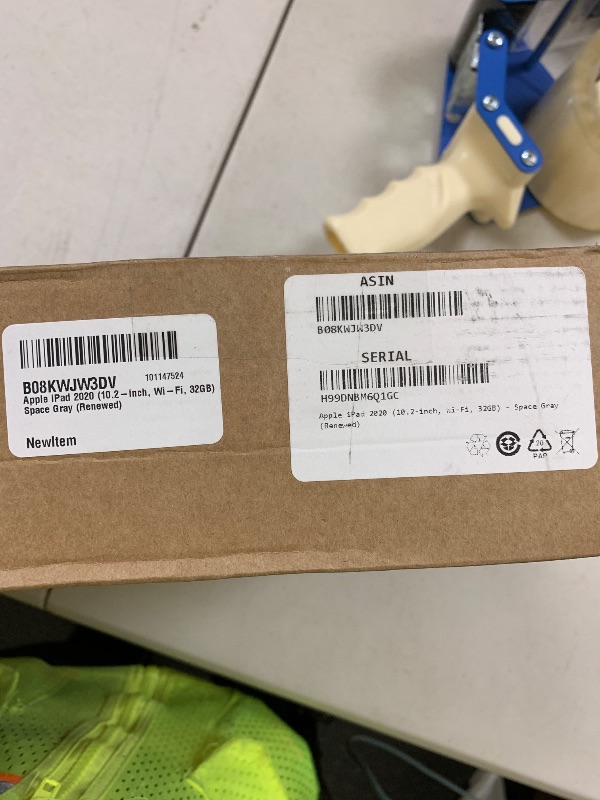 B08KWJW3DV 101147524
Apple iPad 2020 (10.2-Inch, Wi-Fi, 32GB)
Space Gray (Renewed)
NewItem
ASIN
B08KWJW3DV
SERIAL
H99DNBM6Q1GC
Apple iPad 2020 (10.2-inch, Wi-Fi, 32GB) - Space Gray
(Renewed)
20
PAP